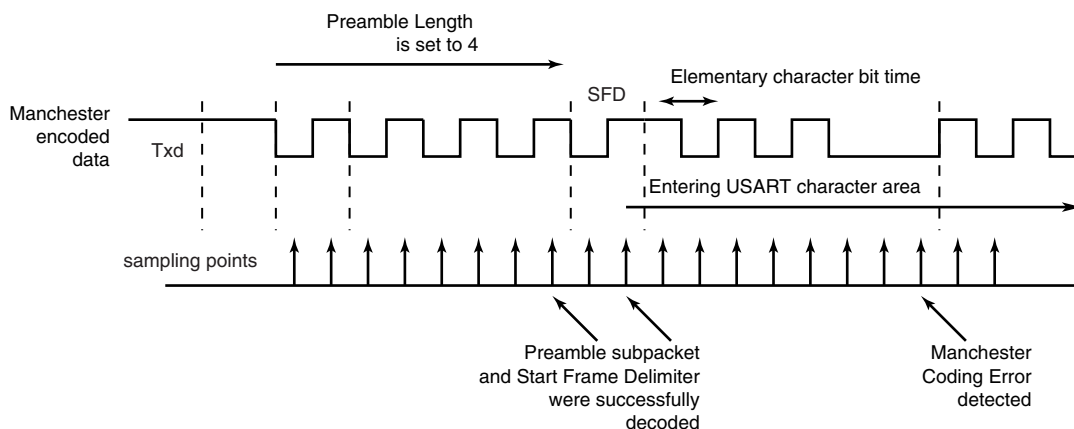 Preamble Length
is set to 4
Elementary character bit time
SFD
Manchester
encoded
data
Txd
Entering USART character area
sampling points
Preamble subpacket
and Start Frame Delimiter
were successfully
decoded
Manchester
Coding Error
detected